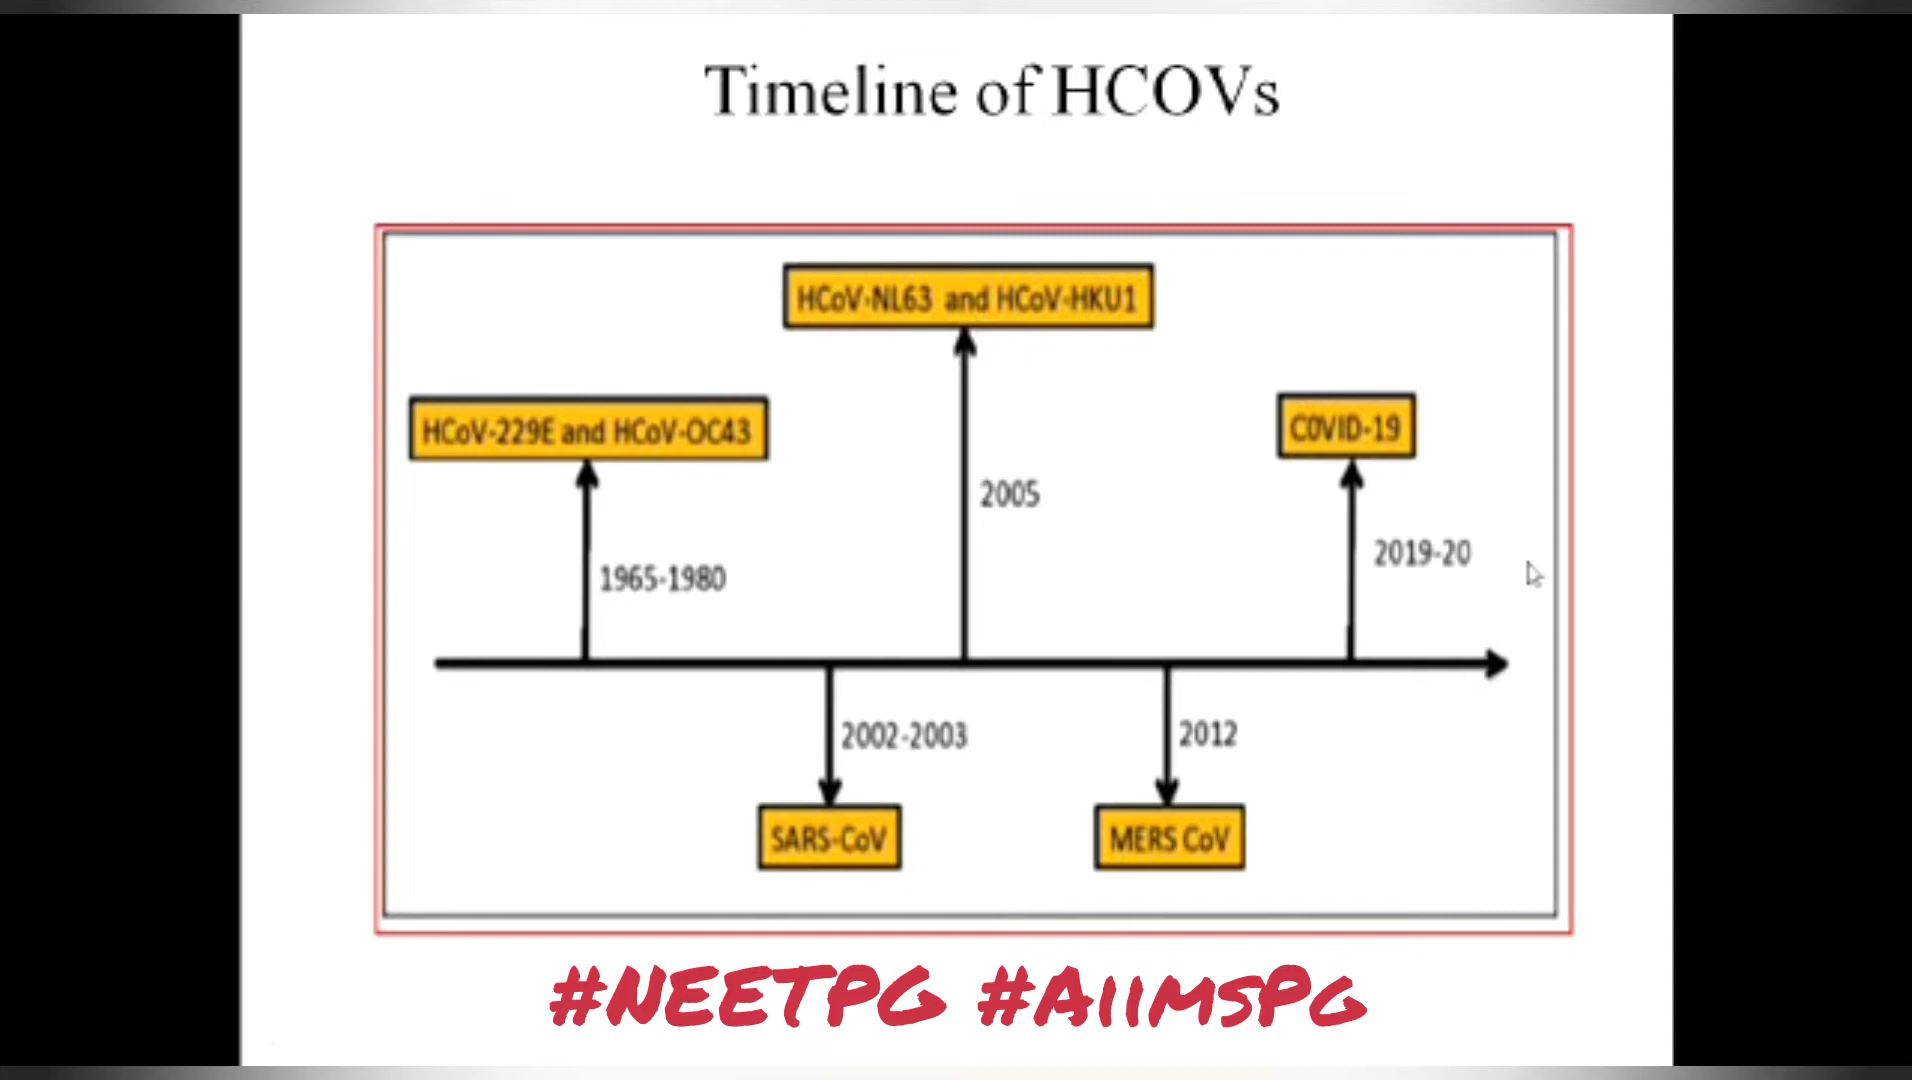 Timeline of HCOVs
HCoV-NL63 and HCoV-HKU1
HCoV-229E and HCoV-OC43
C0VID-19
2005
2019-20
1965-1980
2002-2003
2012
SARS-CoV
MERS CoV
#NEETPG #AiimsPg